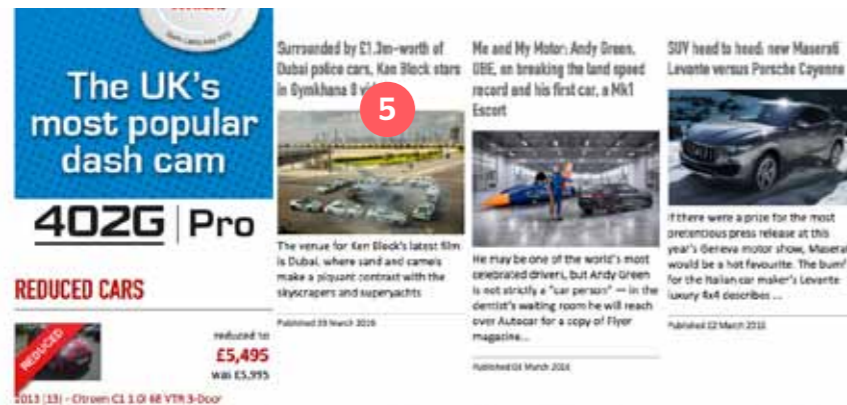 The UK's
most popular
dash cam
402G Pro
REDUCED CARS
REDUCED
reduced to
£5,495
was £5,995
2013 (13) - Citroen C1 1.0i 68 VTR 3-Door
Surrounded by £1.3m-worth of
Dubai police cars, Ken Block stars
in Gymkhana 8
5
The venue for Ken Block's latest film
is Dubai, where sand and camels
make a piquant contrast with the
skyscrapers and superyachts
Published March 2016
Me and My Motor: Andy Green,
OBE, on breaking the land speed
record and his first car, a Mk1
Escort
He may be one of the world's most
celebrated drivers, but Andy Green
is not strictly a "car person" — in the
dentist's waiting room he will reach
over Autocar for a copy of Flyer
magazine...
Published March 2016
SUV head to head: new Maserati
Levante versus Porsche Cayenne
If there were a prize for the most
pretentious press release at this
year's Geneva motor show, Maserati
would be a hot favourite. The bumf
for the Italian car maker's Levante
luxury 4x4 describes ...
Published March 2016